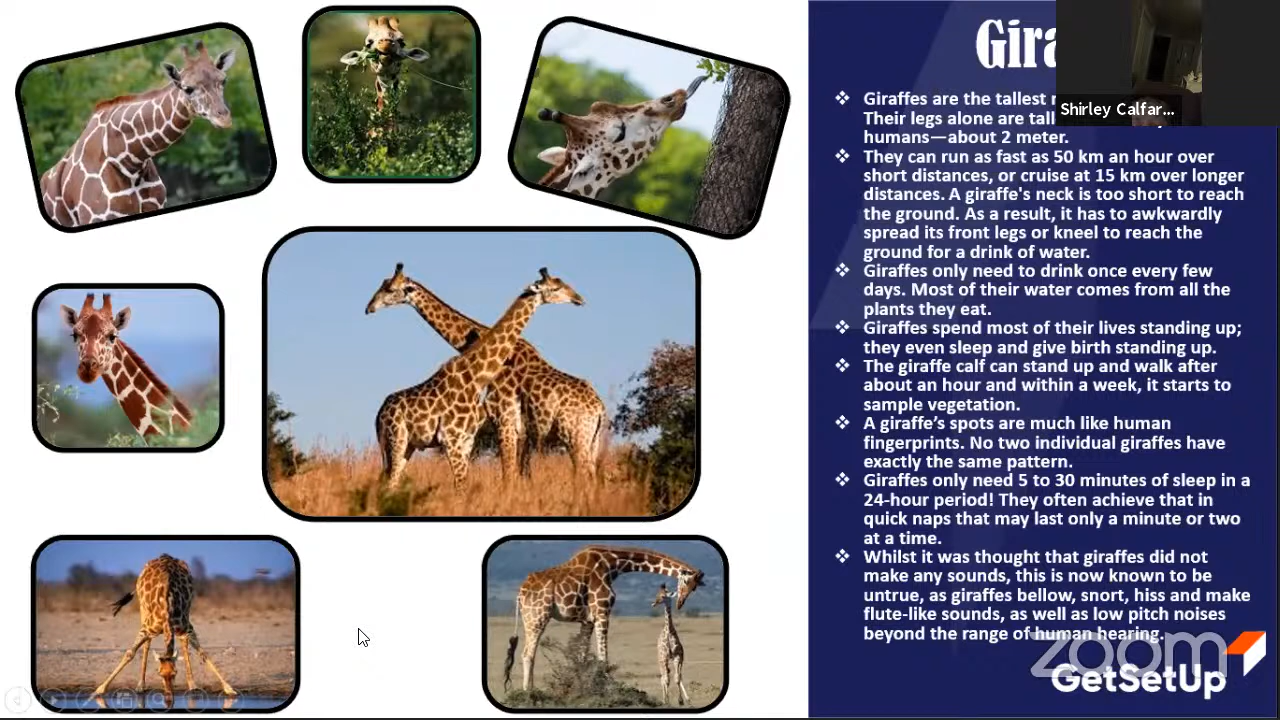 Gira
Shirley Calfar...
❖ Giraffes are the tallest
Their legs alone are tall
humans—about 2 meter.
❖ They can run as fast as 50 km an hour over
short distances, or cruise at 15 km over longer
distances. A giraffe's neck is too short to reach
the ground. As a result, it has to awkwardly
spread its front legs or kneel to reach the
ground for a drink of water.
❖ Giraffes only need to drink once every few
days. Most of their water comes from all the
plants they eat.
❖ Giraffes spend most of their lives standing up;
they even sleep and give birth standing up.
❖ The giraffe calf can stand up and walk after
about an hour and within a week, it starts to
sample vegetation.
❖ A giraffe’s spots are much like human
fingerprints. No two individual giraffes have
exactly the same pattern.
❖ Giraffes only need 5 to 30 minutes of sleep in a
24-hour period! They often achieve that in
quick naps that may last only a minute or two
at a time.
❖ Whilst it was thought that giraffes did not
make any sounds, this is now known to be
untrue, as giraffes bellow, snort, hiss and make
flute-like sounds, as well as low pitch noises
beyond the range of human hearing.
zoom
GetSetUp